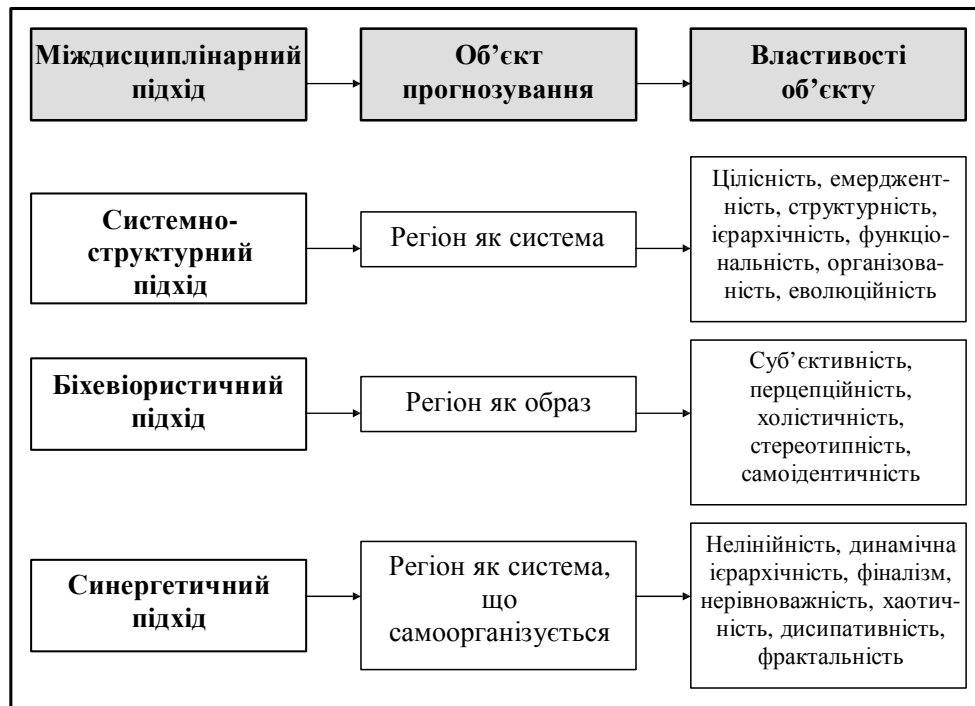 Міждисциплінарний
підхід
Об’єкт
прогнозування
Властивості
об’єкту
Системно-
структурний
підхід
Регіон як система
Цілісність, емерджент-
ність, структурність,
ієрархічність, функціо-
нальність, організова-
ність, еволюційність
Біхевіористичний
підхід
Регіон як образ
Суб’єктивність,
перцепційність,
холістичність,
стереотипність,
самоідентичність
Синергетичний
підхід
Регіон як система,
що
самоорганізується
Нелінійність, динамічна
ієрархічність, фіналізм,
нерівноважність, хаотич-
ність, дисипативність,
фрактальність